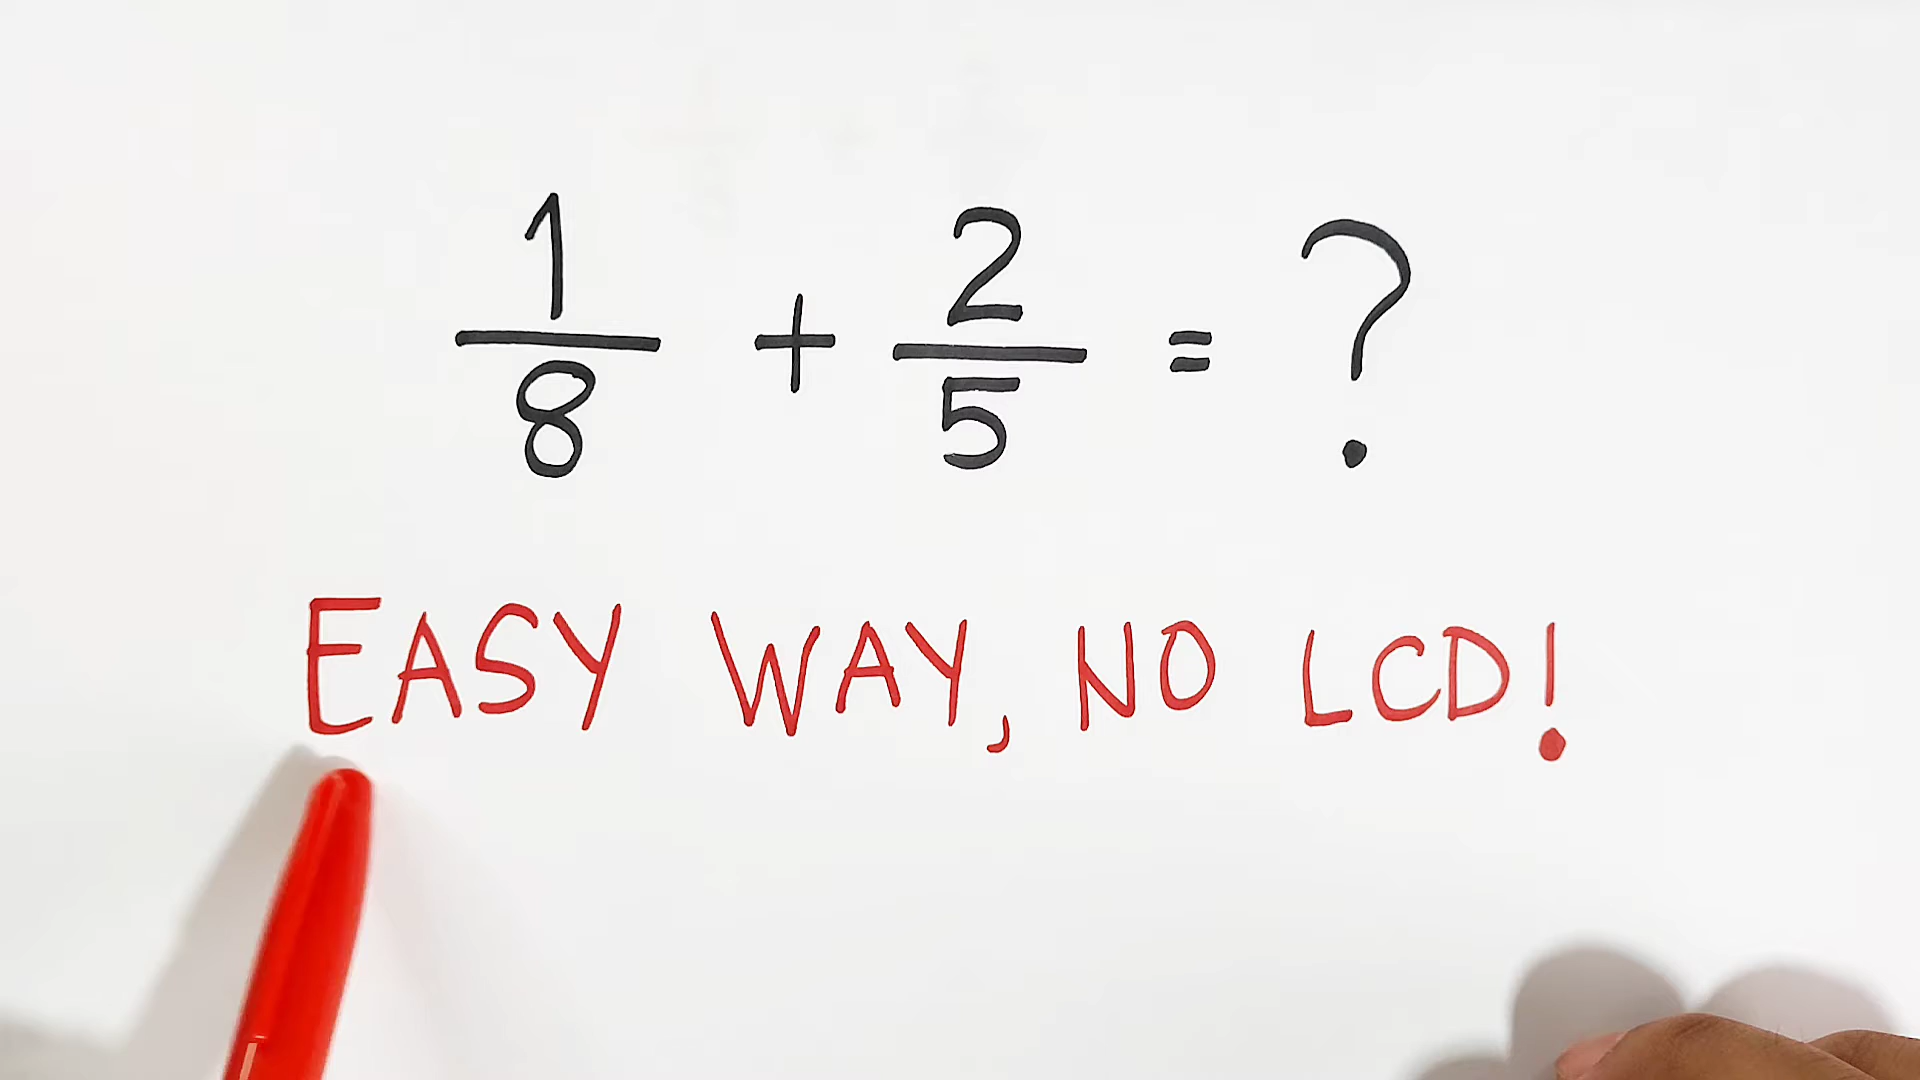 1/8 + 2/5 = ?
EASY WAY, NO LCD!